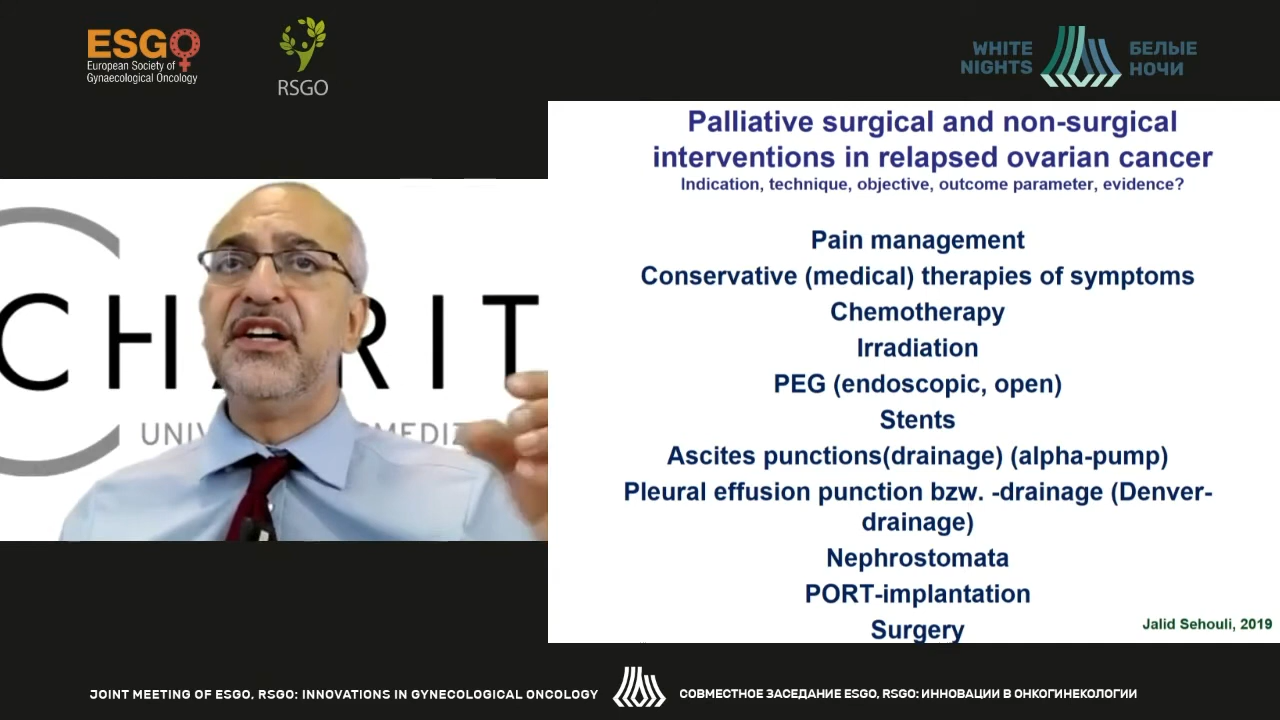 ESGO
European Society of
Gynaecological Oncology
RSGO
WHITE
NIGHTS
БЕЛЫЕ
НОЧИ
Palliative surgical and non-surgical
interventions in relapsed ovarian cancer
Indication, technique, objective, outcome parameter, evidence?
Pain management
Conservative (medical) therapies of symptoms
Chemotherapy
Irradiation
PEG (endoscopic, open)
Stents
Ascites punctions(drainage) (alpha-pump)
Pleural effusion punction bzw. -drainage (Denver-
drainage)
Nephrostomata
PORT-implantation
Surgery
Jalid Sehouli, 2019
JOINT MEETING OF ESGO, RSGO: INNOVATIONS IN GYNECOLOGICAL ONCOLOGY
СОВМЕСТНОЕ ЗАСЕДАНИЕ ESGO, RSGO: ИННОВАЦИИ В ОНКОГИНЕКОЛОГИИ